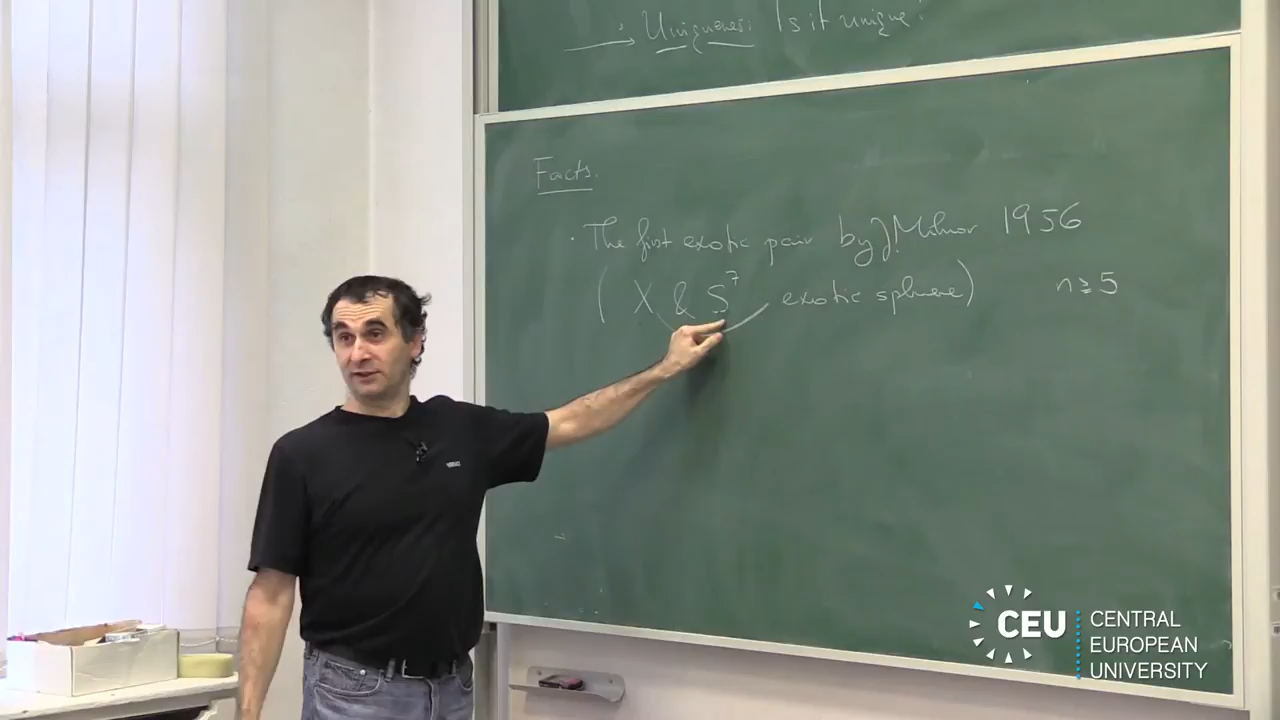 Uniqueness: Is it unique?
Facts.
· The first exotic pair by J. Milnor 1956
( X & S⁷ exotic sphere) n≥5
CEU CENTRAL EUROPEAN UNIVERSITY